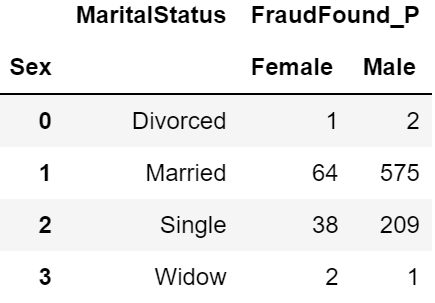 MaritalStatus FraudFound_P
Sex Female Male
0 Divorced 1 2
1 Married 64 575
2 Single 38 209
3 Widow 2 1